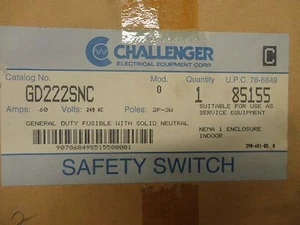 CHALLENGER
ELECTRICAL EQUIPMENT CORP.
C
Catalog No. Mod. Quantity U.P.C. 78-6849
GD222SNC 0 1 85155
Amps: 60 Volts: 240 AC Poles: 2P-3W SUITABLE FOR USE AS
SERVICE EQUIPMENT
GENERAL DUTY FUSIBLE WITH SOLID NEUTRAL
NEMA 1 ENCLOSURE
INDOOR
SAFETY SWITCH